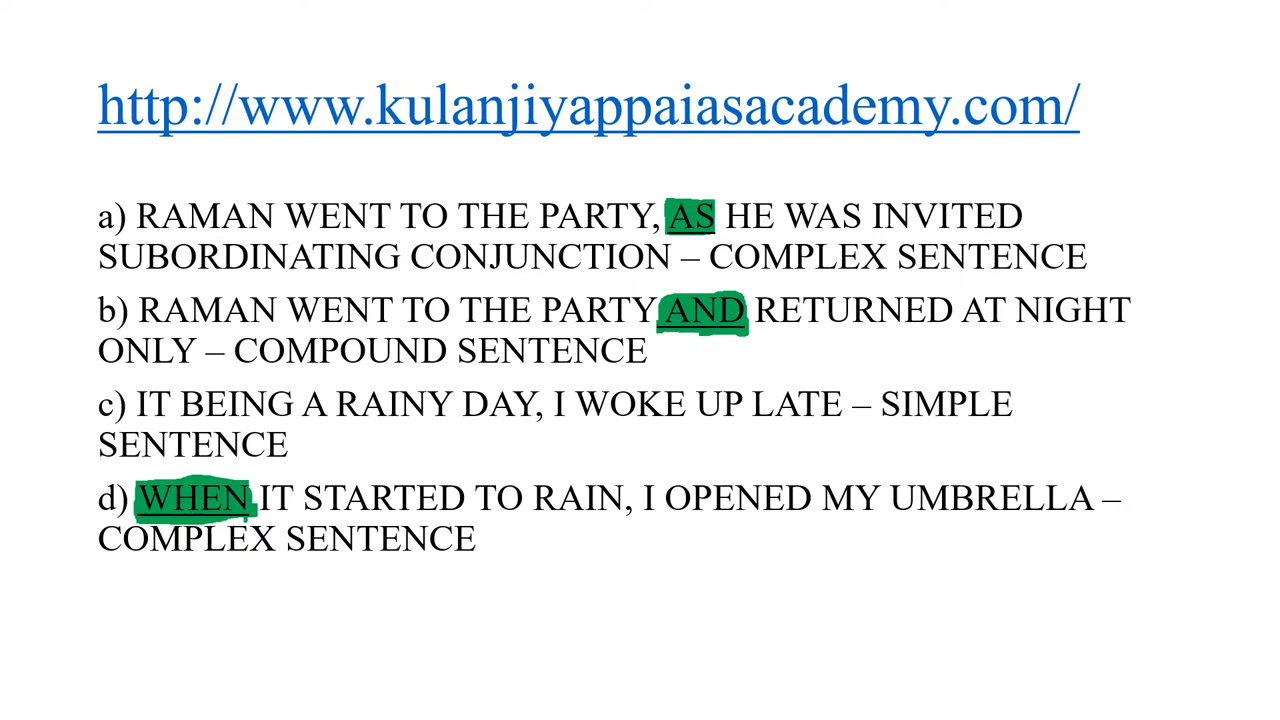 http://www.kulanjiyappaiasacademy.com/
a) RAMAN WENT TO THE PARTY, AS HE WAS INVITED
SUBORDINATING CONJUNCTION – COMPLEX SENTENCE
b) RAMAN WENT TO THE PARTY AND RETURNED AT NIGHT
ONLY – COMPOUND SENTENCE
c) IT BEING A RAINY DAY, I WOKE UP LATE – SIMPLE
SENTENCE
d) WHEN IT STARTED TO RAIN, I OPENED MY UMBRELLA –
COMPLEX SENTENCE